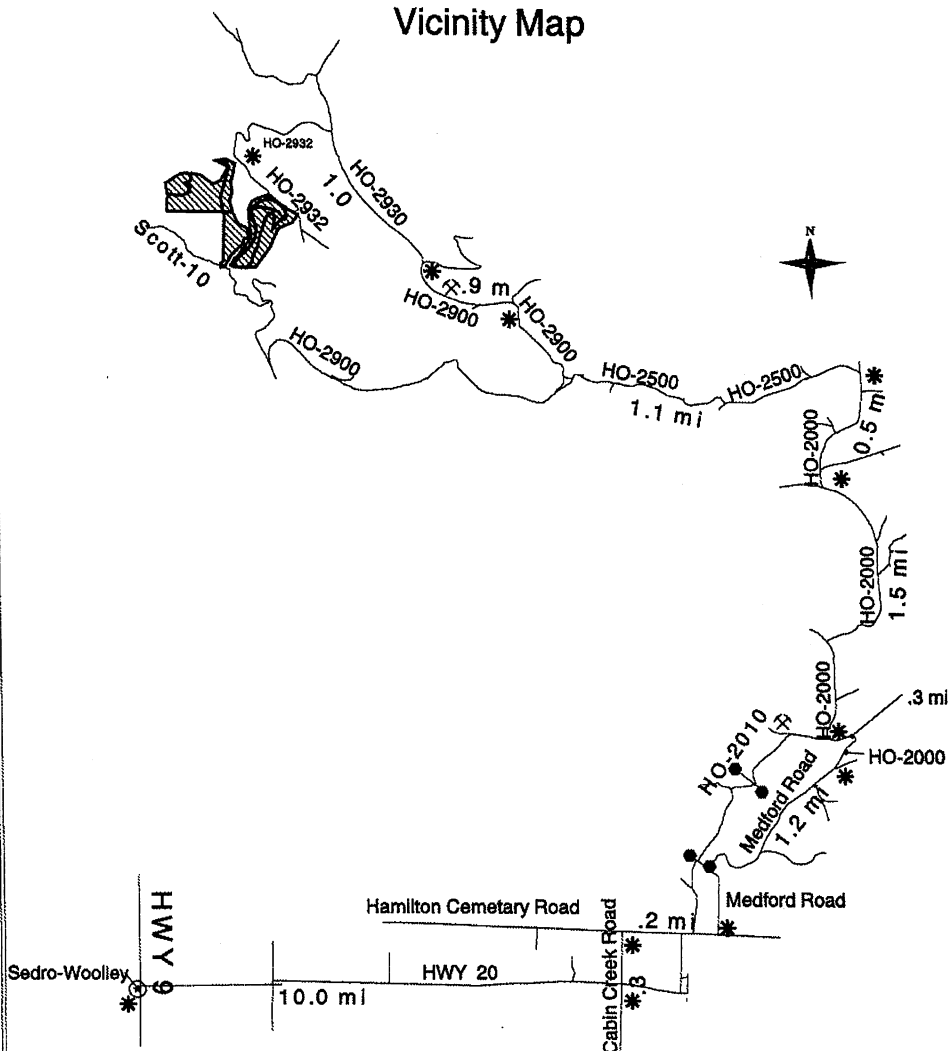 Vicinity Map
HO-2932
HO-2932
HO-2930
1.0
Scott-10
N
.9 m
HO-2900
HO-2900
HO-2900
HO-2500
HO-2500
1.1 mi
0.5 m
HO-2000
HO-2000
1.5 mi
HO-2000
.3 mi
HO-2010
HO-2000
Medford Road
1.2 mi
Medford Road
HWY 9
Hamilton Cemetary Road
.2 mi
Cabin Creek Road
Sedro-Woolley
HWY 20
.3
10.0 mi